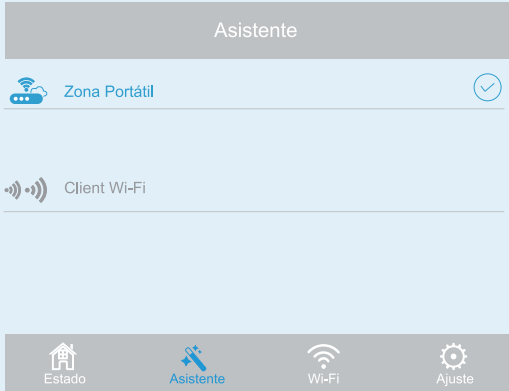 Asistente
Zona Portátil
Client Wi-Fi
Estado
Asistente
Wi-Fi
Ajuste